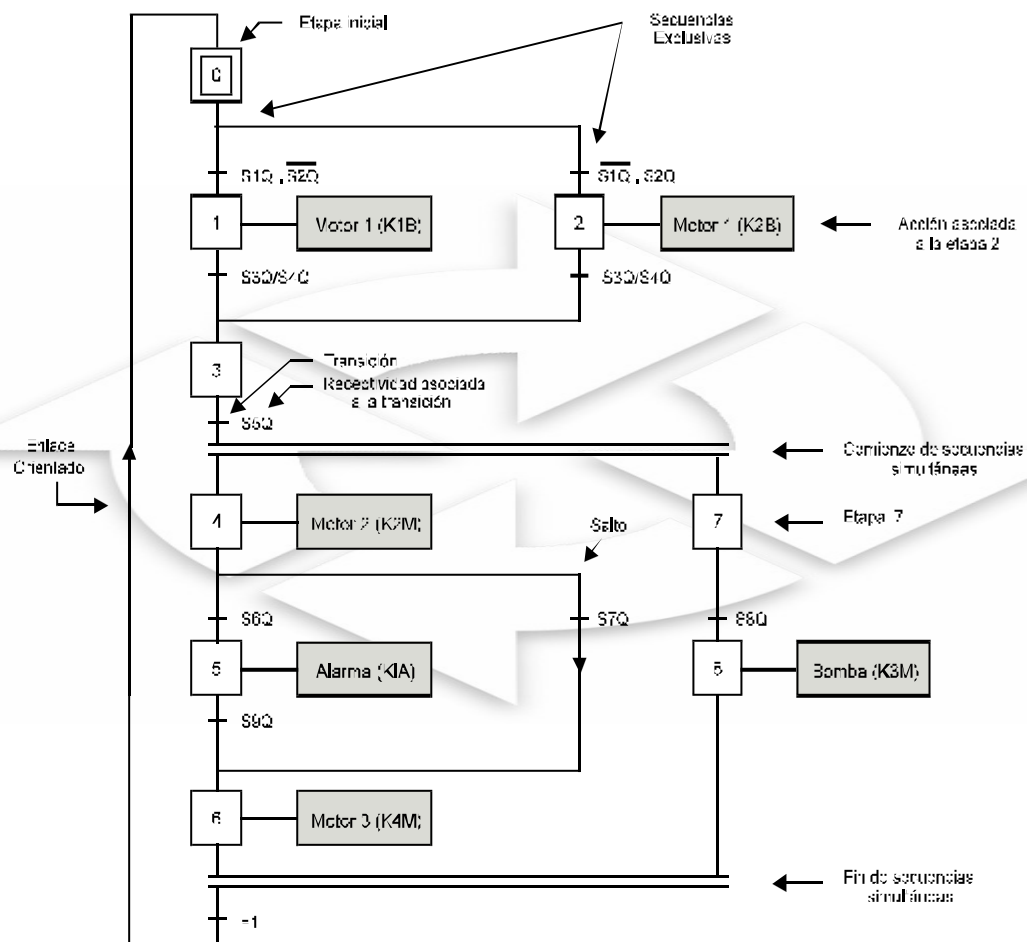 Etapa inicial
Secuencias
Exclusivas
0
S1Q . S2Q
S1Q . S2Q
1
Motor 1 (K1B)
2
Motor 1 (K2B)
Acción asociada
a la etapa 2
S3Q/S4Q
S3Q/S4Q
3
Transición
Receptividad asociada
a la transición
S5Q
Enlace
Orientado
Comienzo de secuencias
simultáneas
4
Motor 2 (K2M)
7
Etapa 7
Salto
S6Q
S7Q
S8Q
5
Alarma (KIA)
8
Bomba (K3M)
S9Q
6
Motor 3 (K4M)
Fin de secuencias
simultáneas
=1